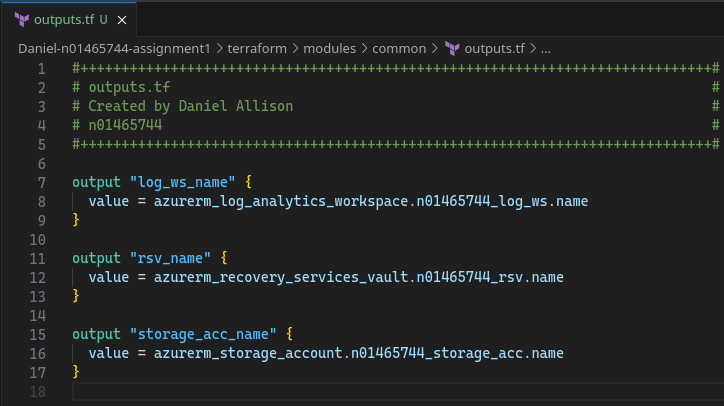 outputs.tf U ×
Daniel-n01465744-assignment1 > terraform > modules > common > outputs.tf > ...
1 #+++++++++++++++++++++++++++++++++++++++++++++++++++++++++++++++++++++++++++++#
2 # outputs.tf #
3 # Created by Daniel Allison #
4 # n01465744 #
5 #+++++++++++++++++++++++++++++++++++++++++++++++++++++++++++++++++++++++++++++#
6
7 output "log_ws_name" {
8   value = azurerm_log_analytics_workspace.n01465744_log_ws.name
9 }
10
11 output "rsv_name" {
12   value = azurerm_recovery_services_vault.n01465744_rsv.name
13 }
14
15 output "storage_acc_name" {
16   value = azurerm_storage_account.n01465744_storage_acc.name
17 }
18